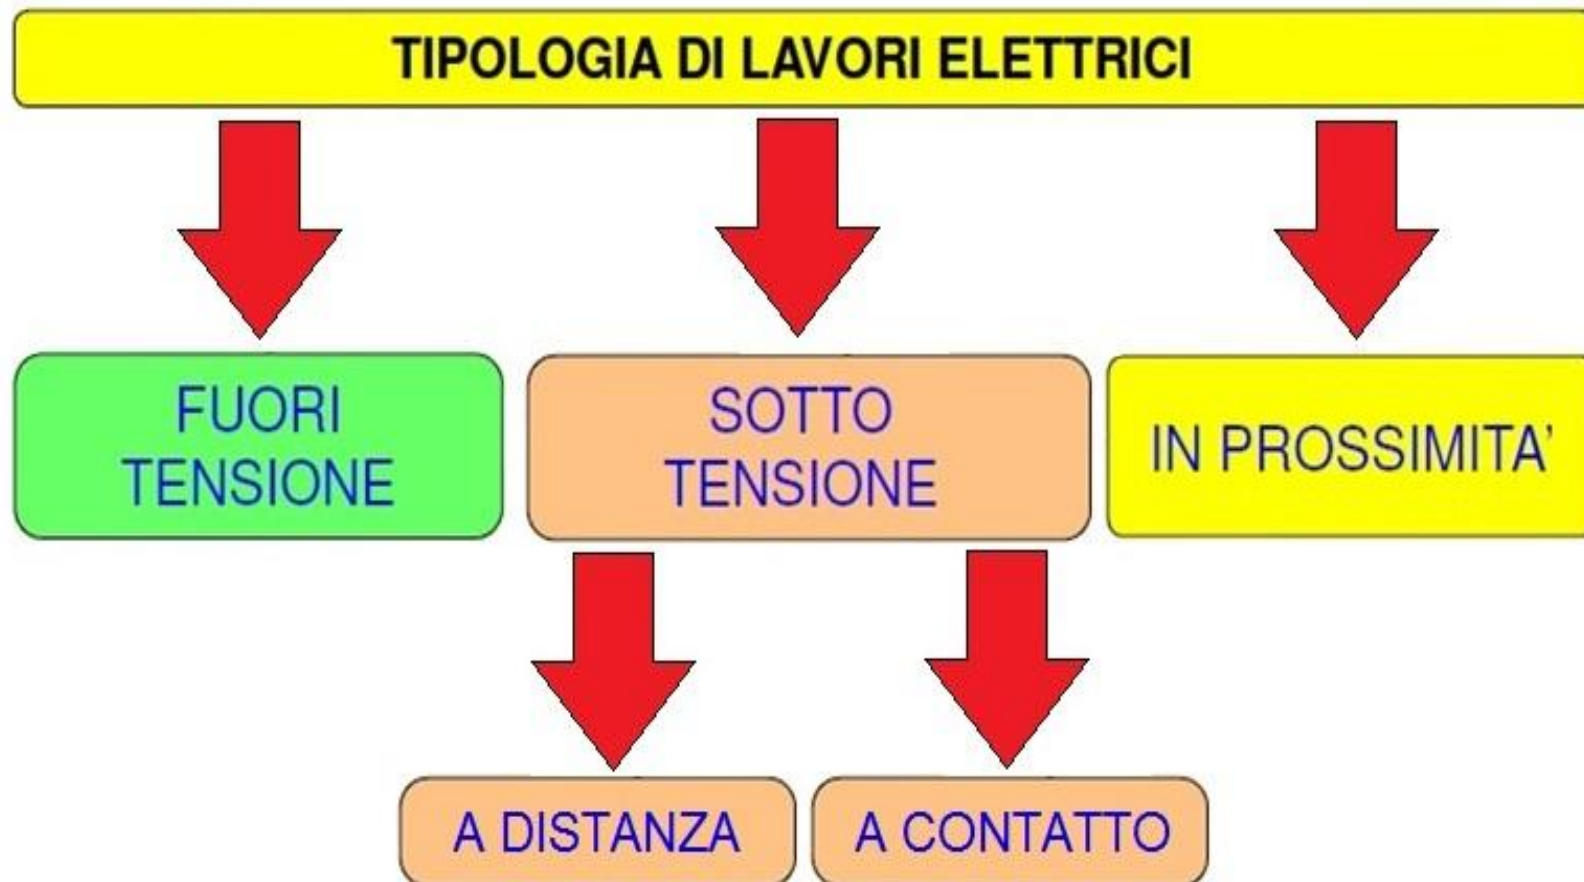 TIPOLOGIA DI LAVORI ELETTRICI
FUORI
TENSIONE
SOTTO
TENSIONE
IN PROSSIMITA'
A DISTANZA
A CONTATTO